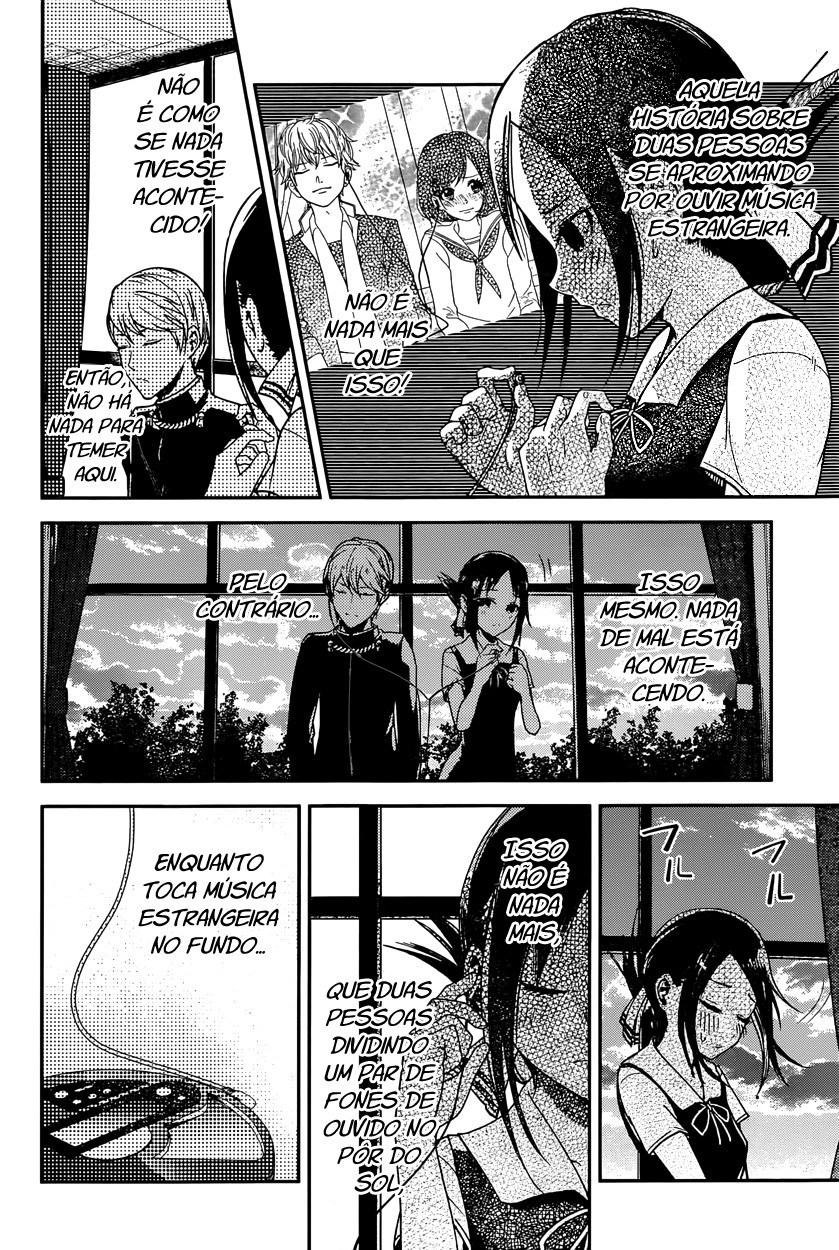 AQUELA
HISTÓRIA SOBRE
DUAS PESSOAS
SE APROXIMANDO
POR OUVIR MÚSICA
ESTRANGEIRA.
NÃO É
NADA MAIS
QUE
ISSO!
NÃO
É COMO
SE NADA
TIVESSE
ACONTE-
CIDO!
ENTÃO,
NÃO HÁ
NADA PARA
TEMER
AQUI.
ISSO
MESMO. NADA
DE MAL ESTÁ
ACONTE-
CENDO.
PELO
CONTRÁRIO...
プル
プル
ISSO
NÃO É
NADA
MAIS,
QUE DUAS
PESSOAS
DIVIDINDO
UM PAR DE
FONES DE
OUVIDO NO
PÔR DO
SOL,
ENQUANTO
TOCA MÚSICA
ESTRANGEIRA
NO FUNDO...